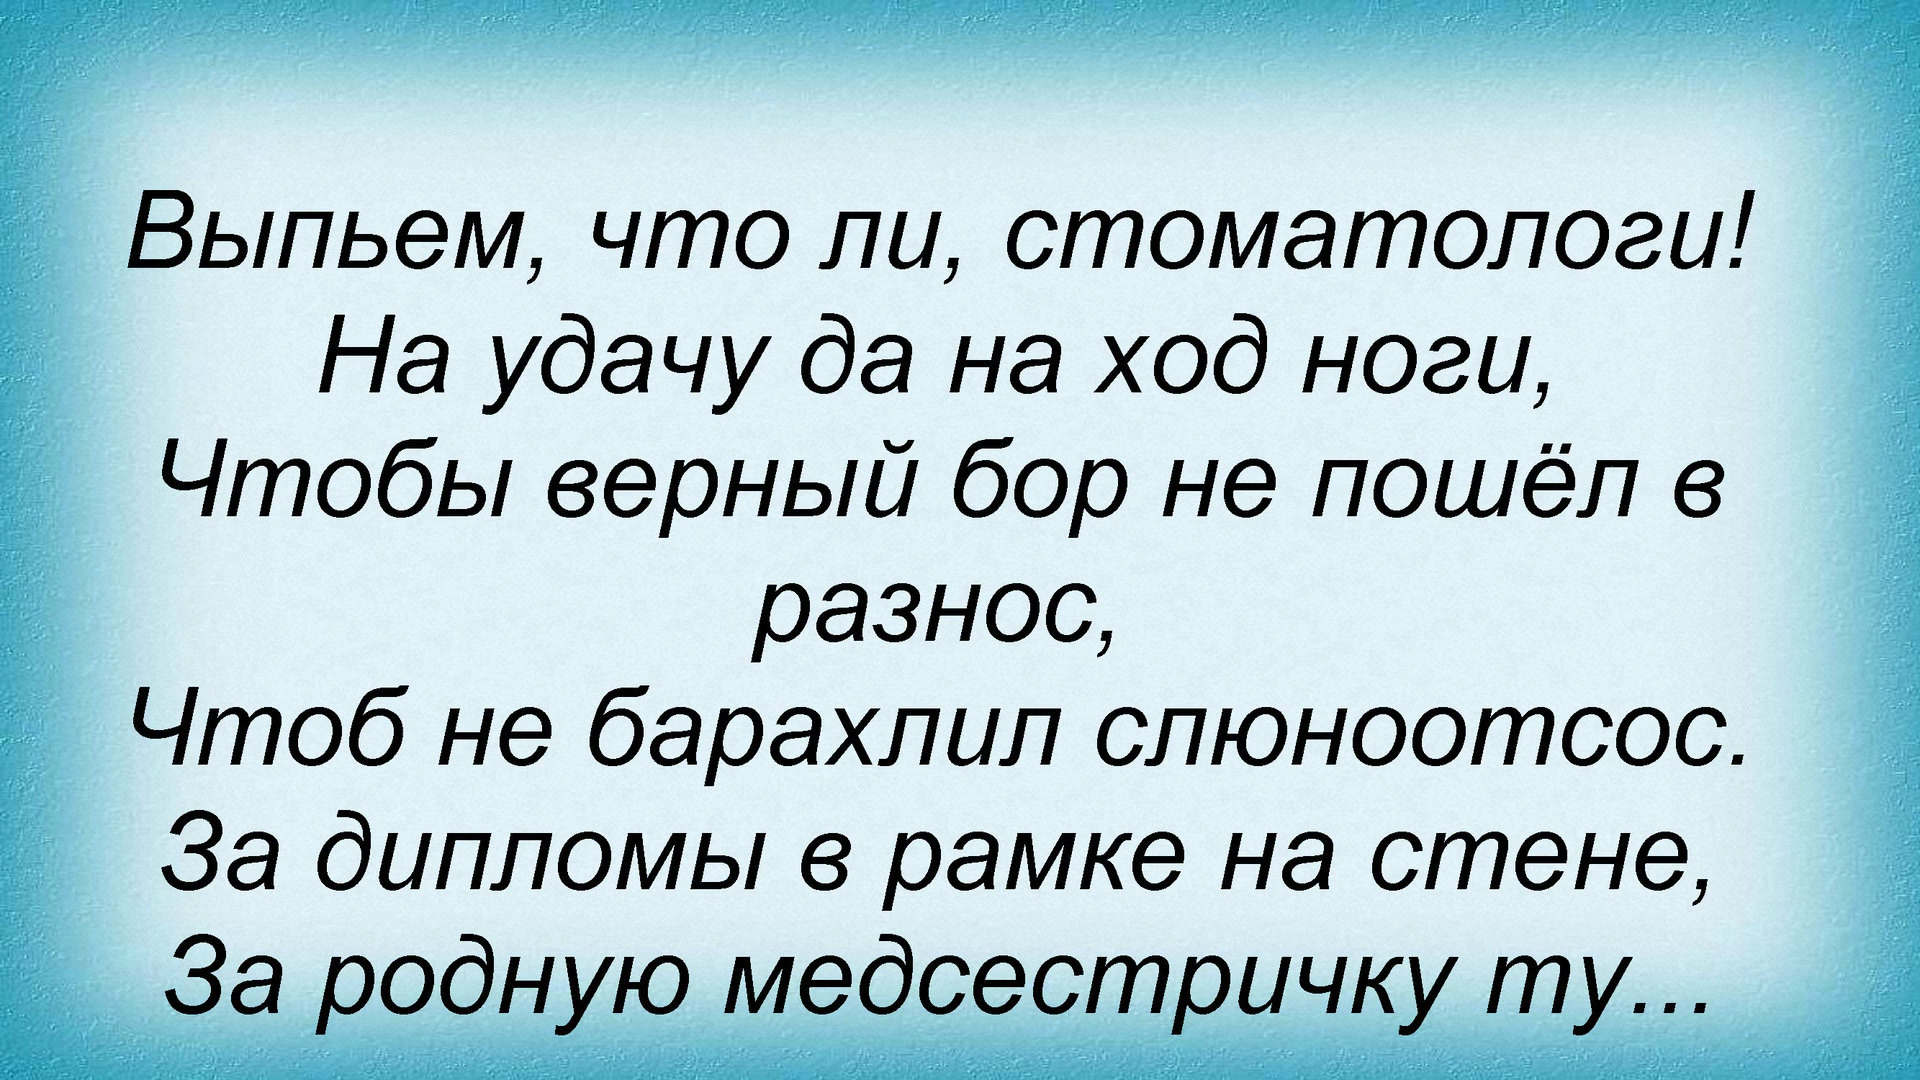 Выпьем, что ли, стоматологи!
На удачу да на ход ноги,
Чтобы верный бор не пошёл в
разнос,
Чтоб не барахлил слюноотсос.
За дипломы в рамке на стене,
За родную медсестричку ту...